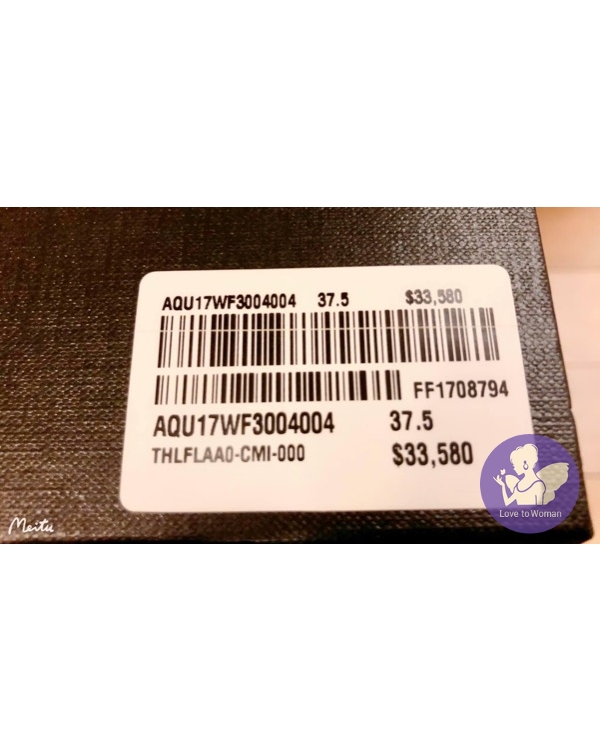 AQU17WF3004004 37.5 $33,580
FF1708794
AQU17WF3004004 37.5
THLFLAA0-CMI-000 $33,580
Love to Woman
Meitu